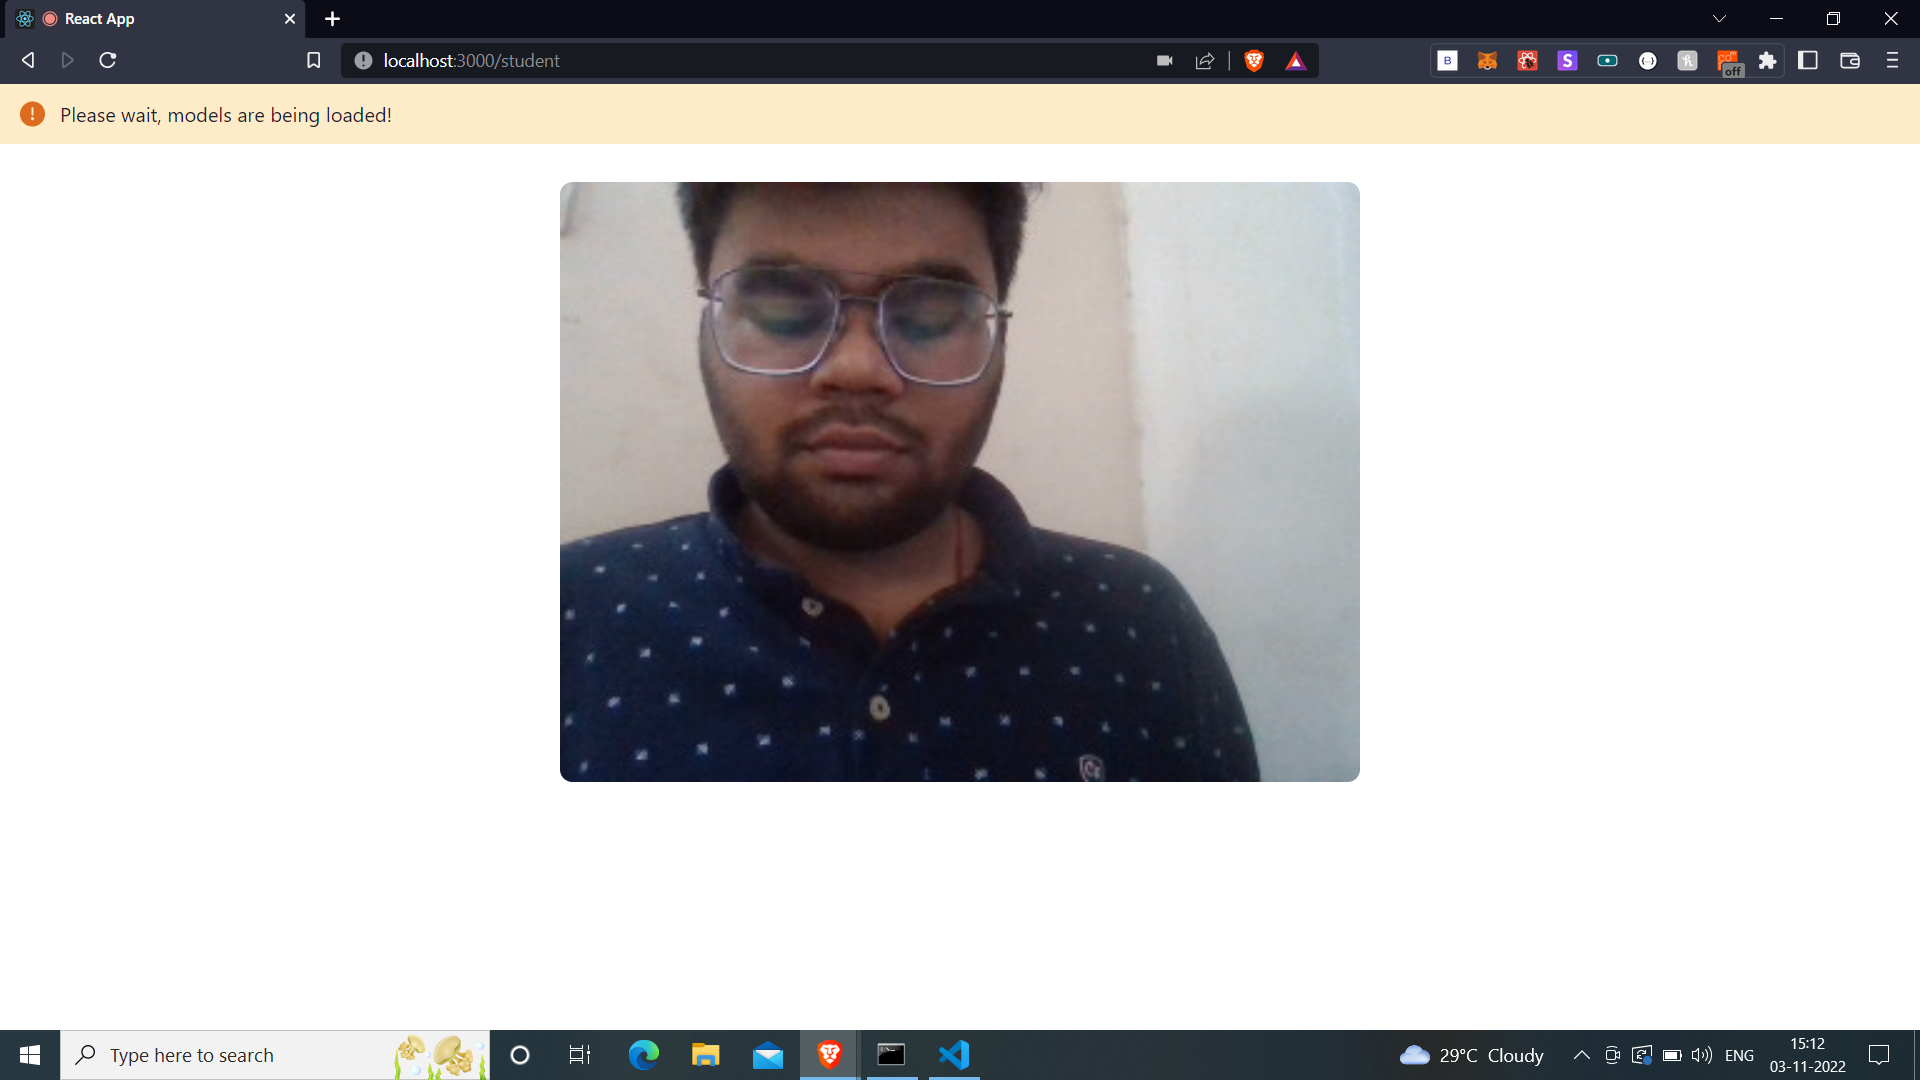 React App
localhost:3000/student
B
S
off
Please wait, models are being loaded!
Type here to search
29°C Cloudy
ENG
15:12
03-11-2022